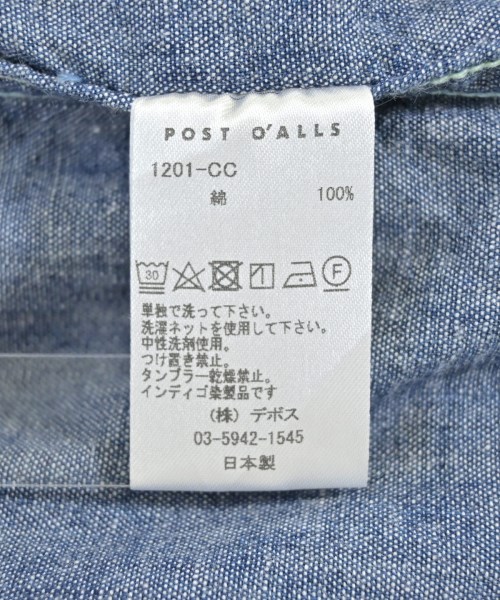 POST O'ALLS
1201-CC
綿 100%
30 F
単独で洗って下さい。
洗濯ネットを使用して下さい。
中性洗剤使用。
つけ置き禁止。
タンブラー乾燥禁止。
インディゴ染製品です
(株) デポス
03-5942-1545
日本製